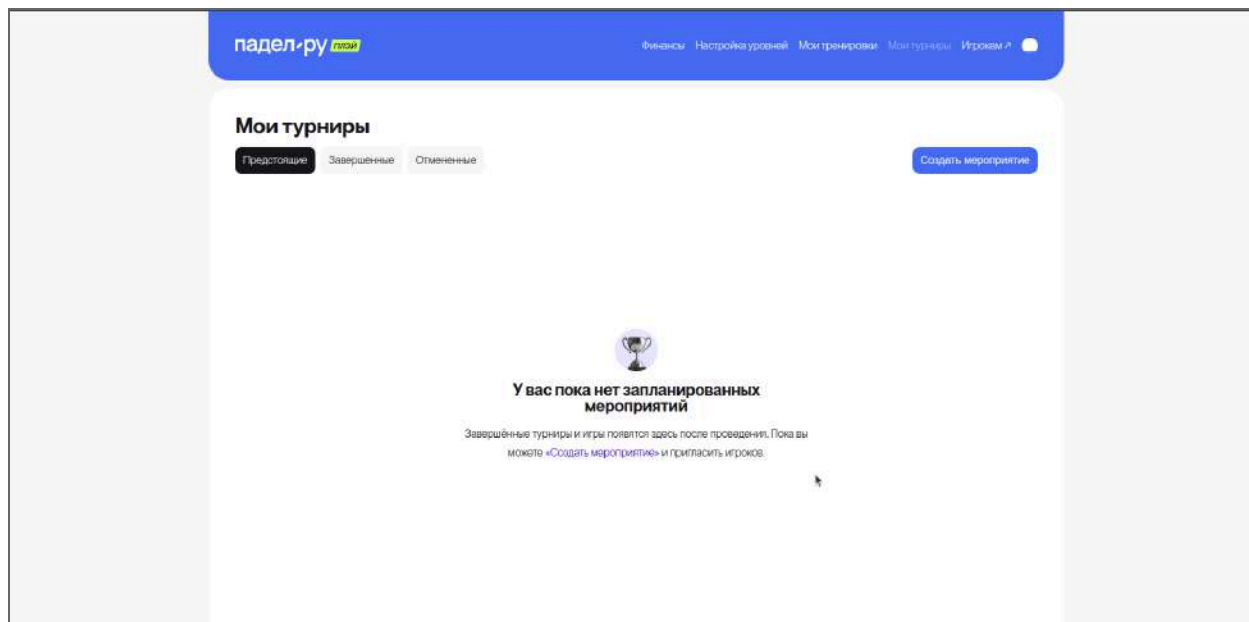 падел·ру плэй
Финансы Настройка уровней Мои тренировки Мои турниры Игрокам ↗
Мои турниры
Предстоящие Завершенные Отмененные Создать мероприятие
У вас пока нет запланированных
мероприятий
Завершённые турниры и игры появятся здесь после проведения. Пока вы
можете «Создать мероприятие» и пригласить игроков.